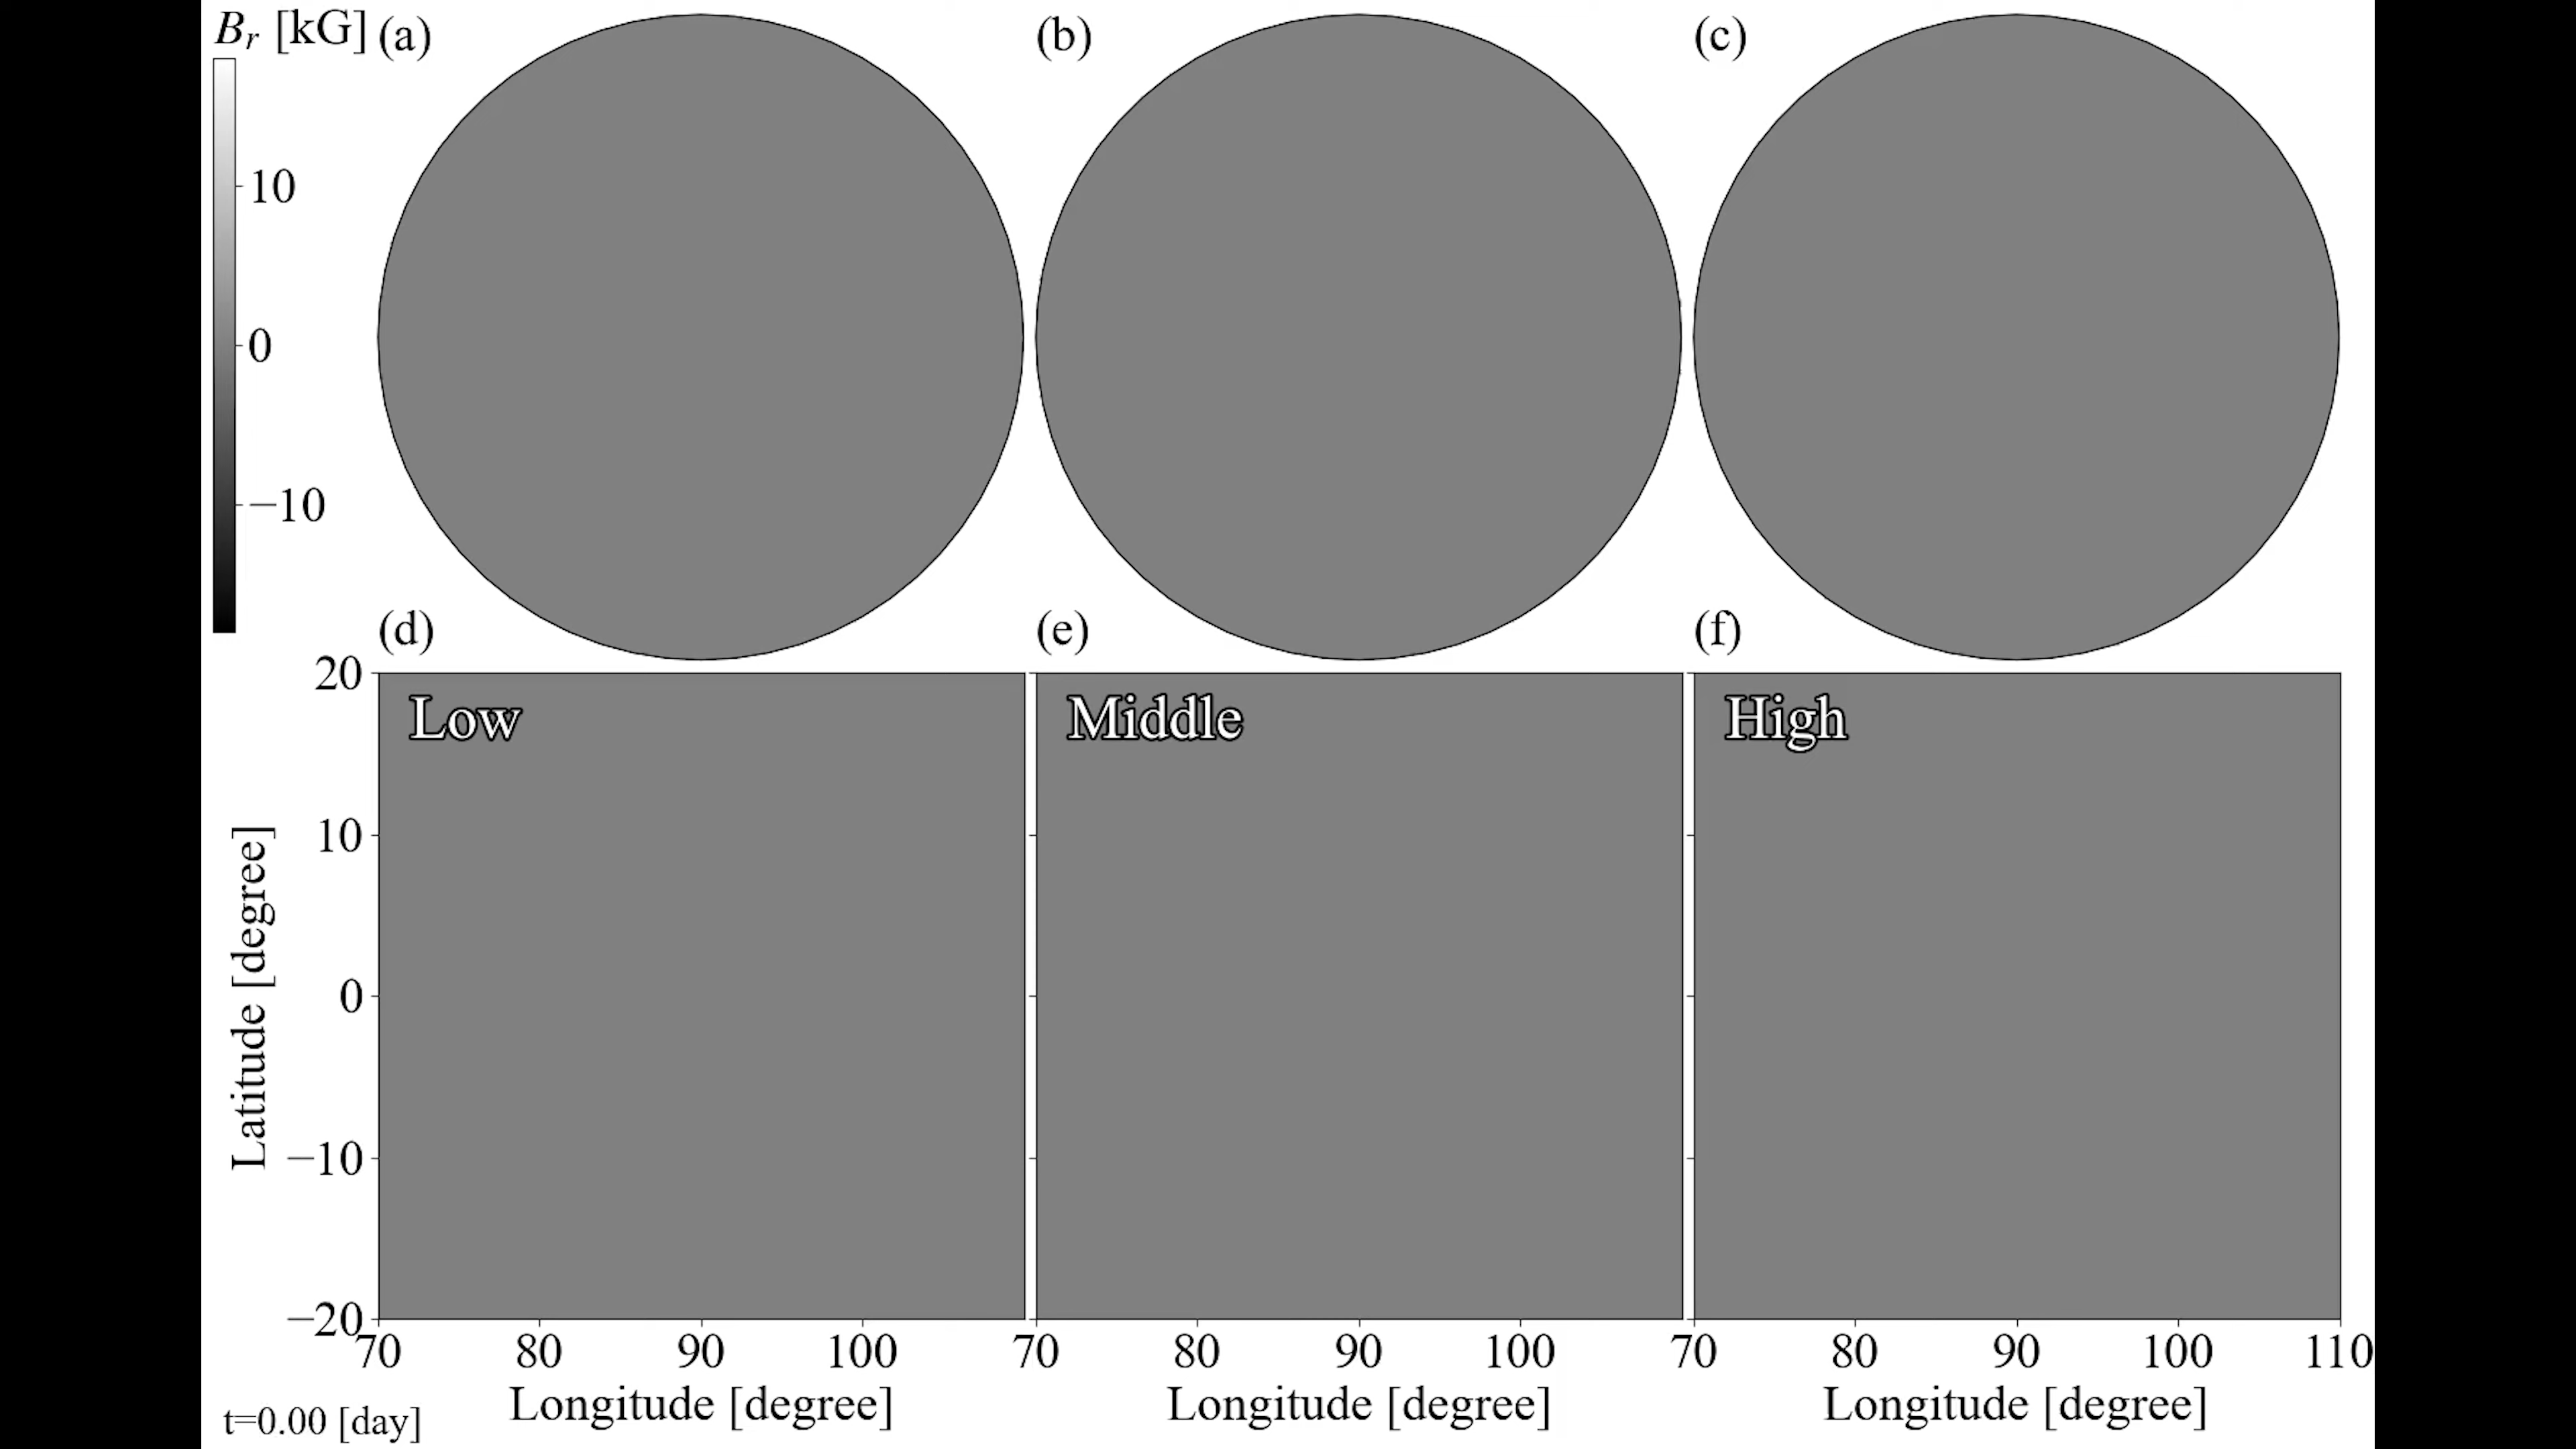 Br [kG]
(a)
(b)
(c)
10
0
−10
(d)
(e)
(f)
Low
Middle
High
20
10
0
−10
−20
Latitude [degree]
70 80 90 100
70 80 90 100
70 80 90 100 110
Longitude [degree]
Longitude [degree]
Longitude [degree]
t=0.00 [day]